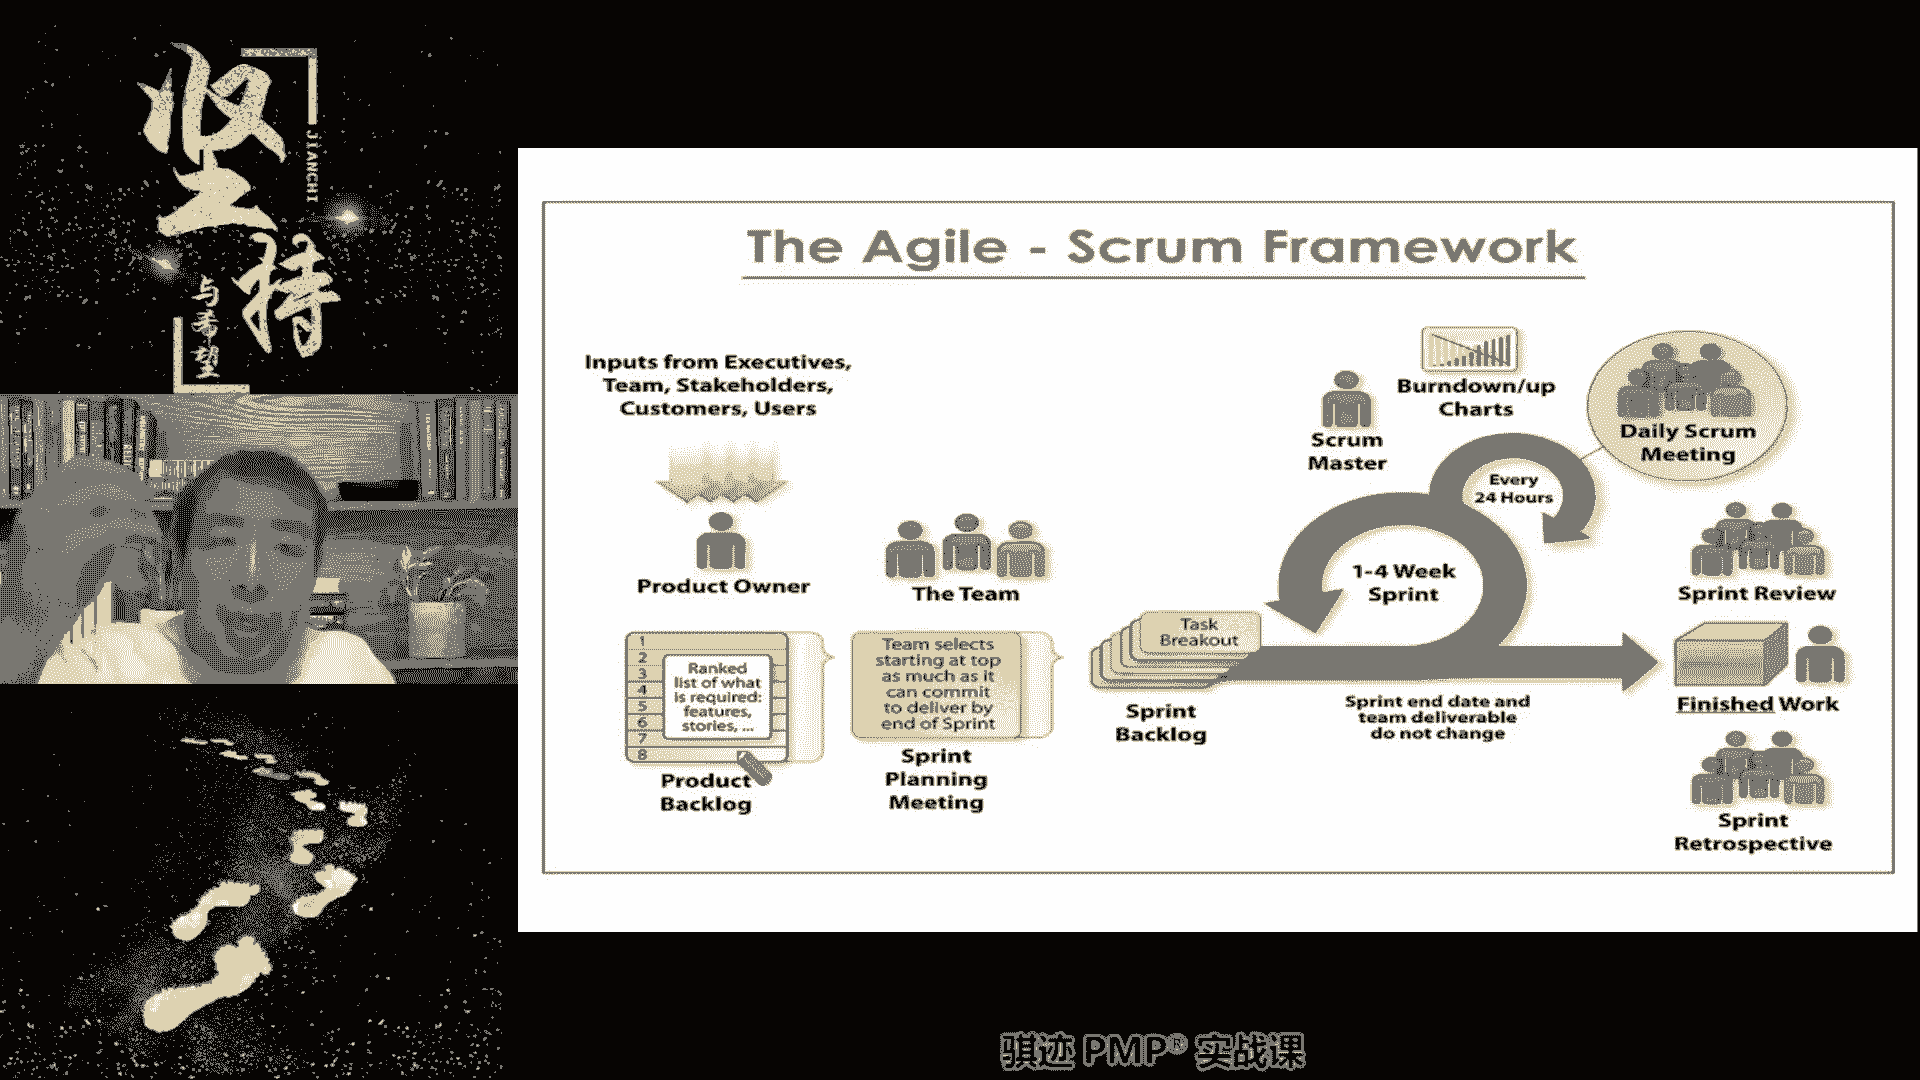 坚持
JIANCHI
与希望
The Agile - Scrum Framework
Inputs from Executives,
Team, Stakeholders,
Customers, Users
Product Owner
The Team
1
2
3
4
5
6
7
8
Ranked
list of what
is required:
features,
stories, ...
Product
Backlog
Team selects
starting at top
as much as it
can commit
to deliver by
end of Sprint
Sprint
Planning
Meeting
Task
Breakout
Sprint
Backlog
Scrum
Master
Burndown/up
Charts
Every
24 Hours
Daily Scrum
Meeting
1-4 Week
Sprint
Sprint end date and
team deliverable
do not change
Sprint Review
Finished Work
Sprint
Retrospective
骐迹 PMP® 实战课